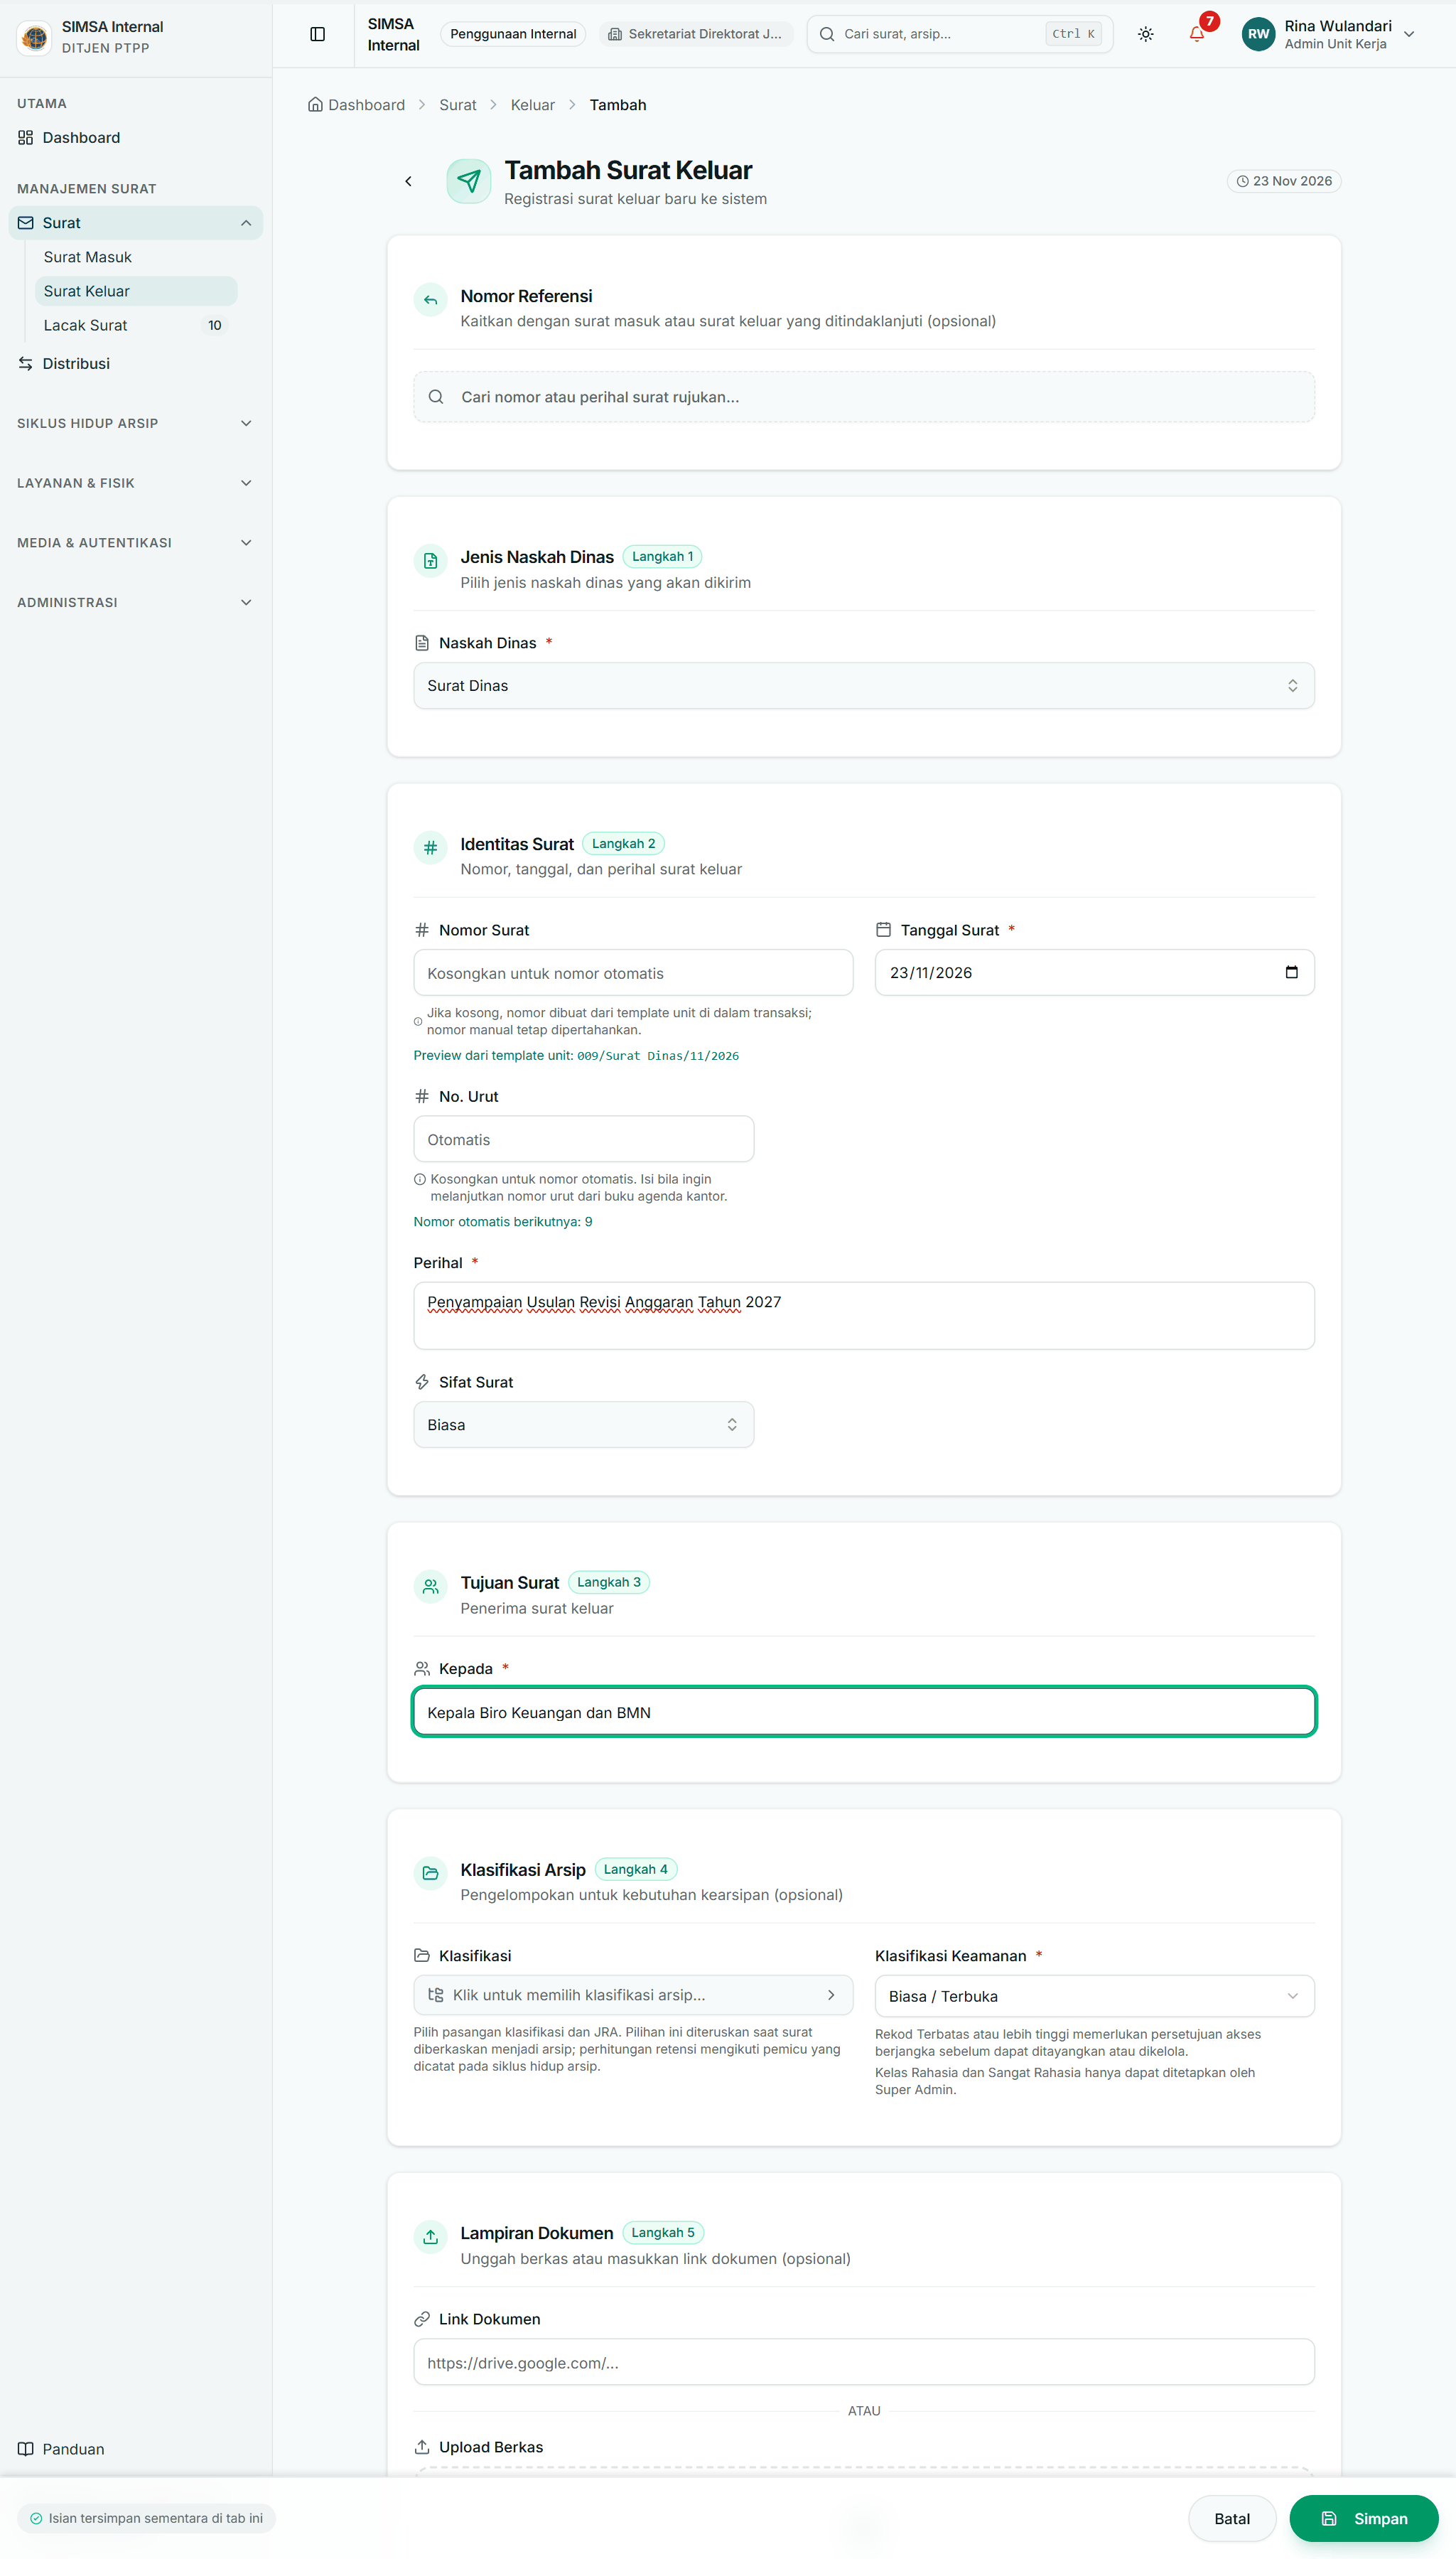 SIMSA Internal
DITJEN PTPP
UTAMA
Dashboard
MANAJEMEN SURAT
Surat
Surat Masuk
Surat Keluar
Lacak Surat 10
Distribusi
SIKLUS HIDUP ARSIP
LAYANAN & FISIK
MEDIA & AUTENTIKASI
ADMINISTRASI
Panduan
SIMSA
Internal
Penggunaan Internal
Sekretariat Direktorat J...
Cari surat, arsip...
Ctrl K
7
RW
Rina Wulandari
Admin Unit Kerja
Dashboard > Surat > Keluar > Tambah
Tambah Surat Keluar
Registrasi surat keluar baru ke sistem
23 Nov 2026
Nomor Referensi
Kaitkan dengan surat masuk atau surat keluar yang ditindaklanjuti (opsional)
Cari nomor atau perihal surat rujukan...
Jenis Naskah Dinas Langkah 1
Pilih jenis naskah dinas yang akan dikirim
Naskah Dinas *
Surat Dinas
Identitas Surat Langkah 2
Nomor, tanggal, dan perihal surat keluar
Nomor Surat
Kosongkan untuk nomor otomatis
Jika kosong, nomor dibuat dari template unit di dalam transaksi;
nomor manual tetap dipertahankan.
Preview dari template unit: 009/Surat Dinas/11/2026
Tanggal Surat *
23/11/2026
No. Urut
Otomatis
Kosongkan untuk nomor otomatis. Isi bila ingin
melanjutkan nomor urut dari buku agenda kantor.
Nomor otomatis berikutnya: 9
Perihal *
Penyampaian Usulan Revisi Anggaran Tahun 2027
Sifat Surat
Biasa
Tujuan Surat Langkah 3
Penerima surat keluar
Kepada *
Kepala Biro Keuangan dan BMN
Klasifikasi Arsip Langkah 4
Pengelompokan untuk kebutuhan kearsipan (opsional)
Klasifikasi
Klik untuk memilih klasifikasi arsip...
Pilih pasangan klasifikasi dan JRA. Pilihan ini diteruskan saat surat
diberkaskan menjadi arsip; perhitungan retensi mengikuti pemicu yang
dicatat pada siklus hidup arsip.
Klasifikasi Keamanan *
Biasa / Terbuka
Rekod Terbatas atau lebih tinggi memerlukan persetujuan akses
berjangka sebelum dapat ditayangkan atau dikelola.
Kelas Rahasia dan Sangat Rahasia hanya dapat ditetapkan oleh
Super Admin.
Lampiran Dokumen Langkah 5
Unggah berkas atau masukkan link dokumen (opsional)
Link Dokumen
https://drive.google.com/...
ATAU
Upload Berkas
Isian tersimpan sementara di tab ini
Batal
Simpan